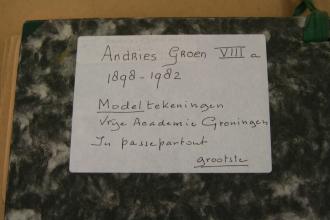 Andries Groen VIII a
1898-1982
Modeltekeningen
Vrije Academie Groningen
In passepartout
grootste